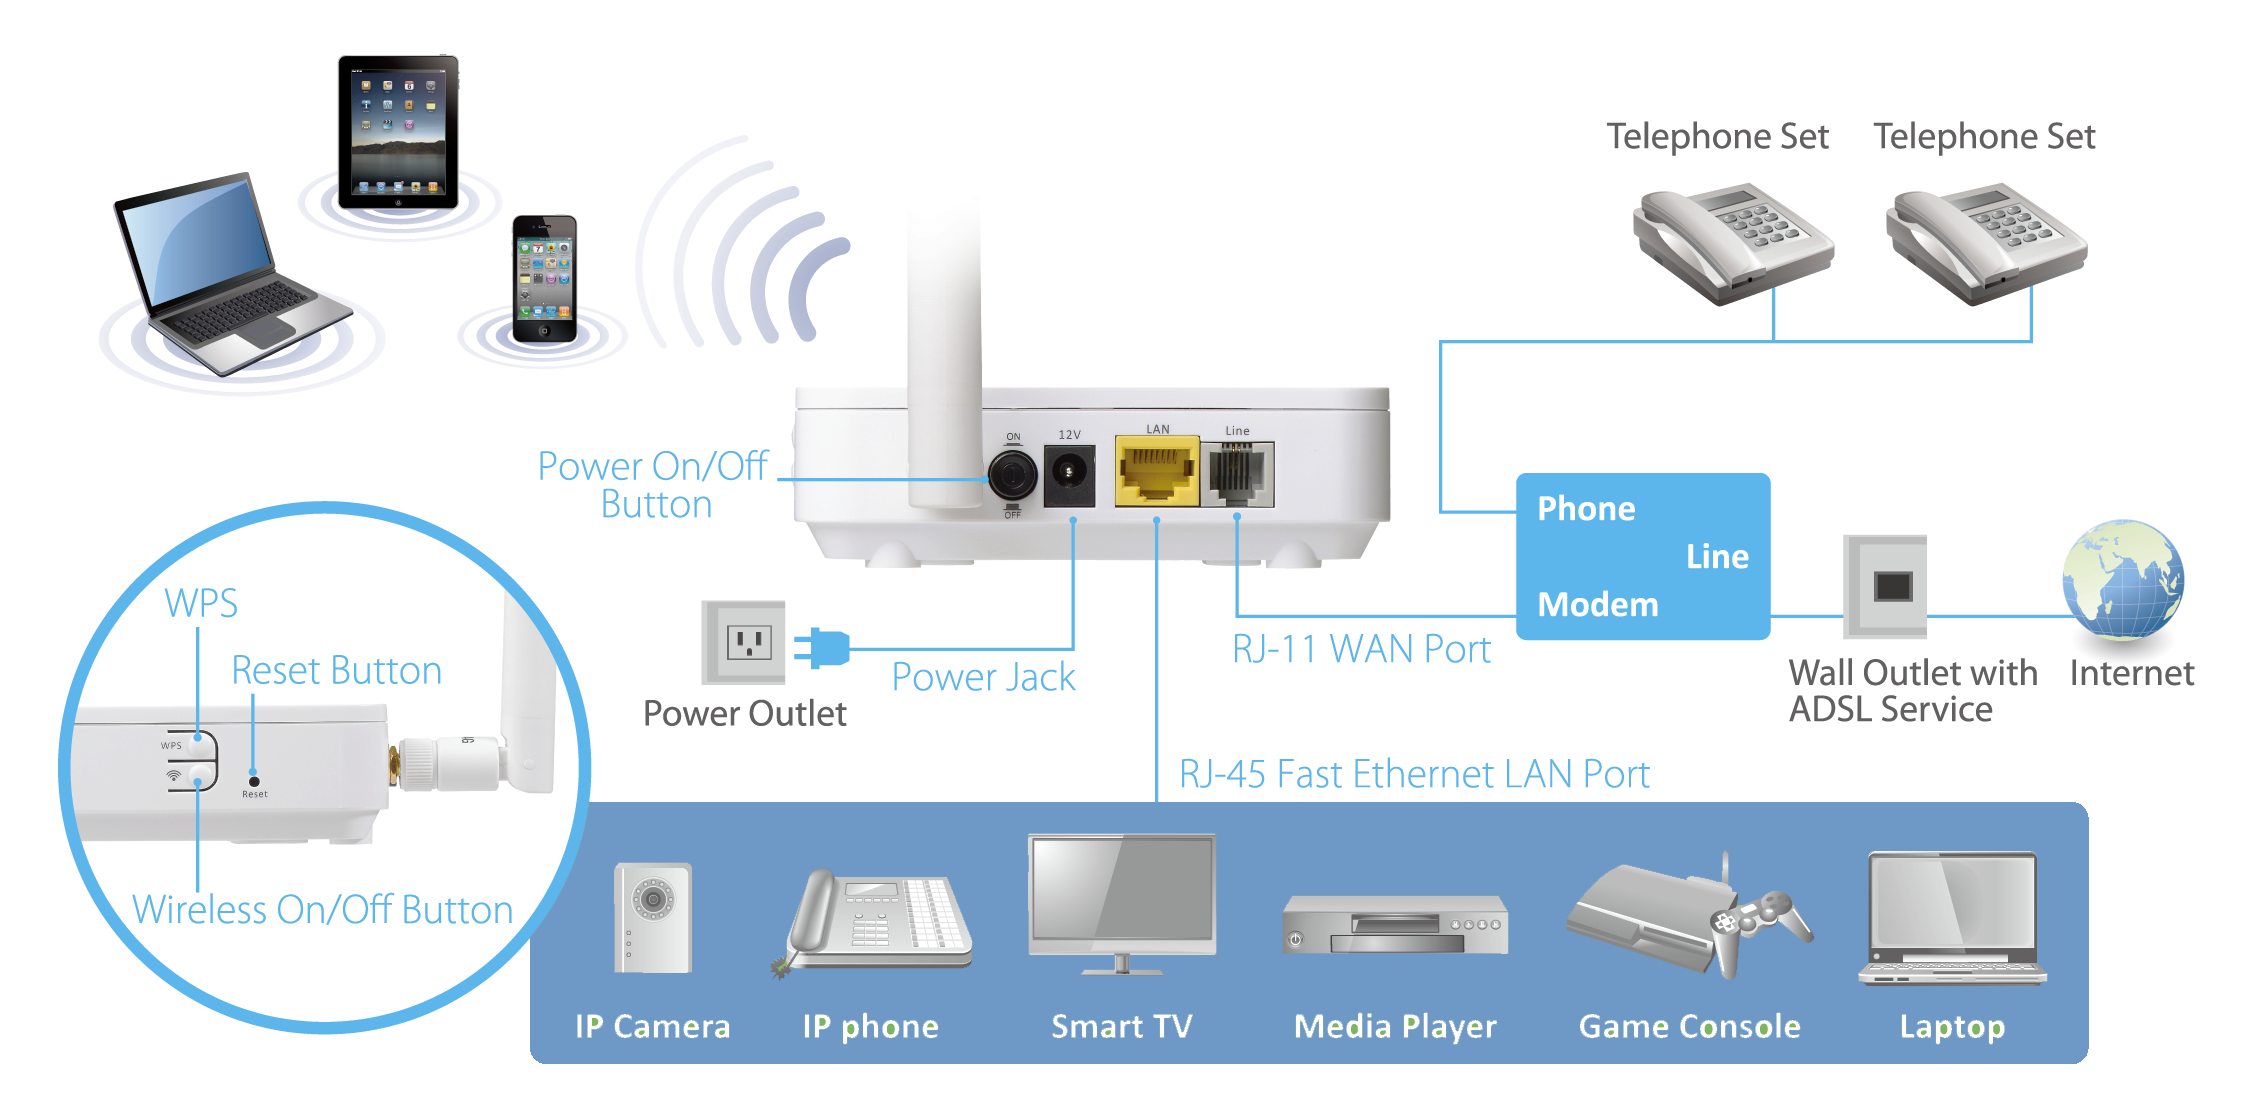 Telephone Set
Telephone Set
ON
OFF
12V
LAN
Line
Power On/Off
Button
Phone
Line
Modem
WPS
Reset Button
WPS
Reset
Wireless On/Off Button
Power Outlet
Power Jack
RJ-11 WAN Port
Wall Outlet with
ADSL Service
Internet
RJ-45 Fast Ethernet LAN Port
IP Camera
IP phone
Smart TV
Media Player
Game Console
Laptop